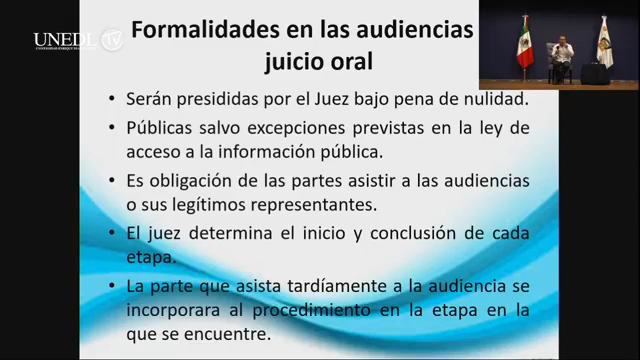 UNEDL TV
Formalidades en las audiencias
juicio oral
• Serán presididas por el Juez bajo pena de nulidad.
• Públicas salvo excepciones previstas en la ley de
acceso a la información pública.
• Es obligación de las partes asistir a las audiencias
o sus legítimos representantes.
• El juez determina el inicio y conclusión de cada
etapa.
• La parte que asista tardíamente a la audiencia se
incorporara al procedimiento en la etapa en la
que se encuentre.